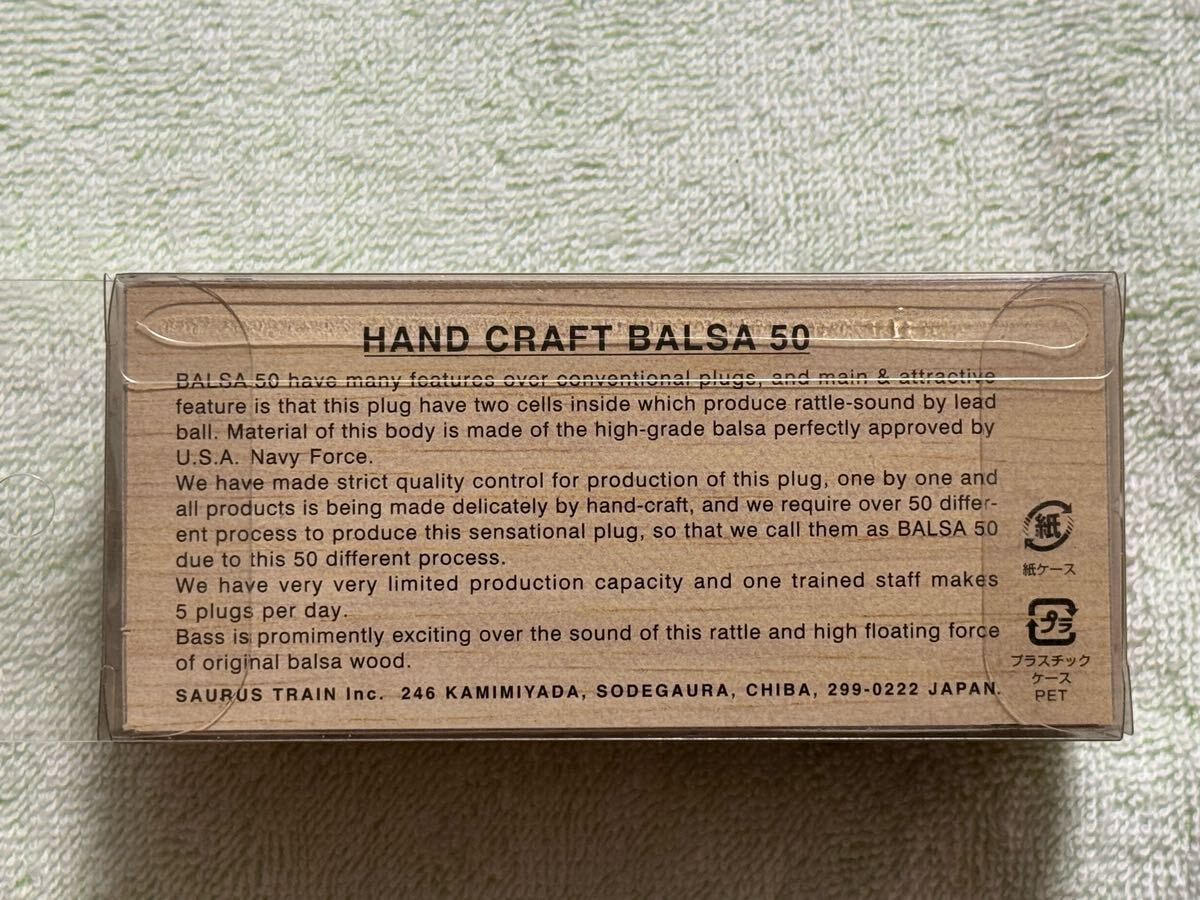 HAND CRAFT BALSA 50
BALSA 50 have many features over conventional plugs, and main & attractive
feature is that this plug have two cells inside which produce rattle-sound by lead
ball. Material of this body is made of the high-grade balsa perfectly approved by
U.S.A. Navy Force.
We have made strict quality control for production of this plug, one by one and
all products is being made delicately by hand-craft, and we require over 50 differ-
ent process to produce this sensational plug, so that we call them as BALSA 50
due to this 50 different process.
We have very very limited production capacity and one trained staff makes
5 plugs per day.
Bass is promimently exciting over the sound of this rattle and high floating force
of original balsa wood.
SAURUS TRAIN Inc. 246 KAMIMIYADA, SODEGAURA, CHIBA, 299-0222 JAPAN.
紙
紙ケース
プラ
プラスチック
ケース
PET